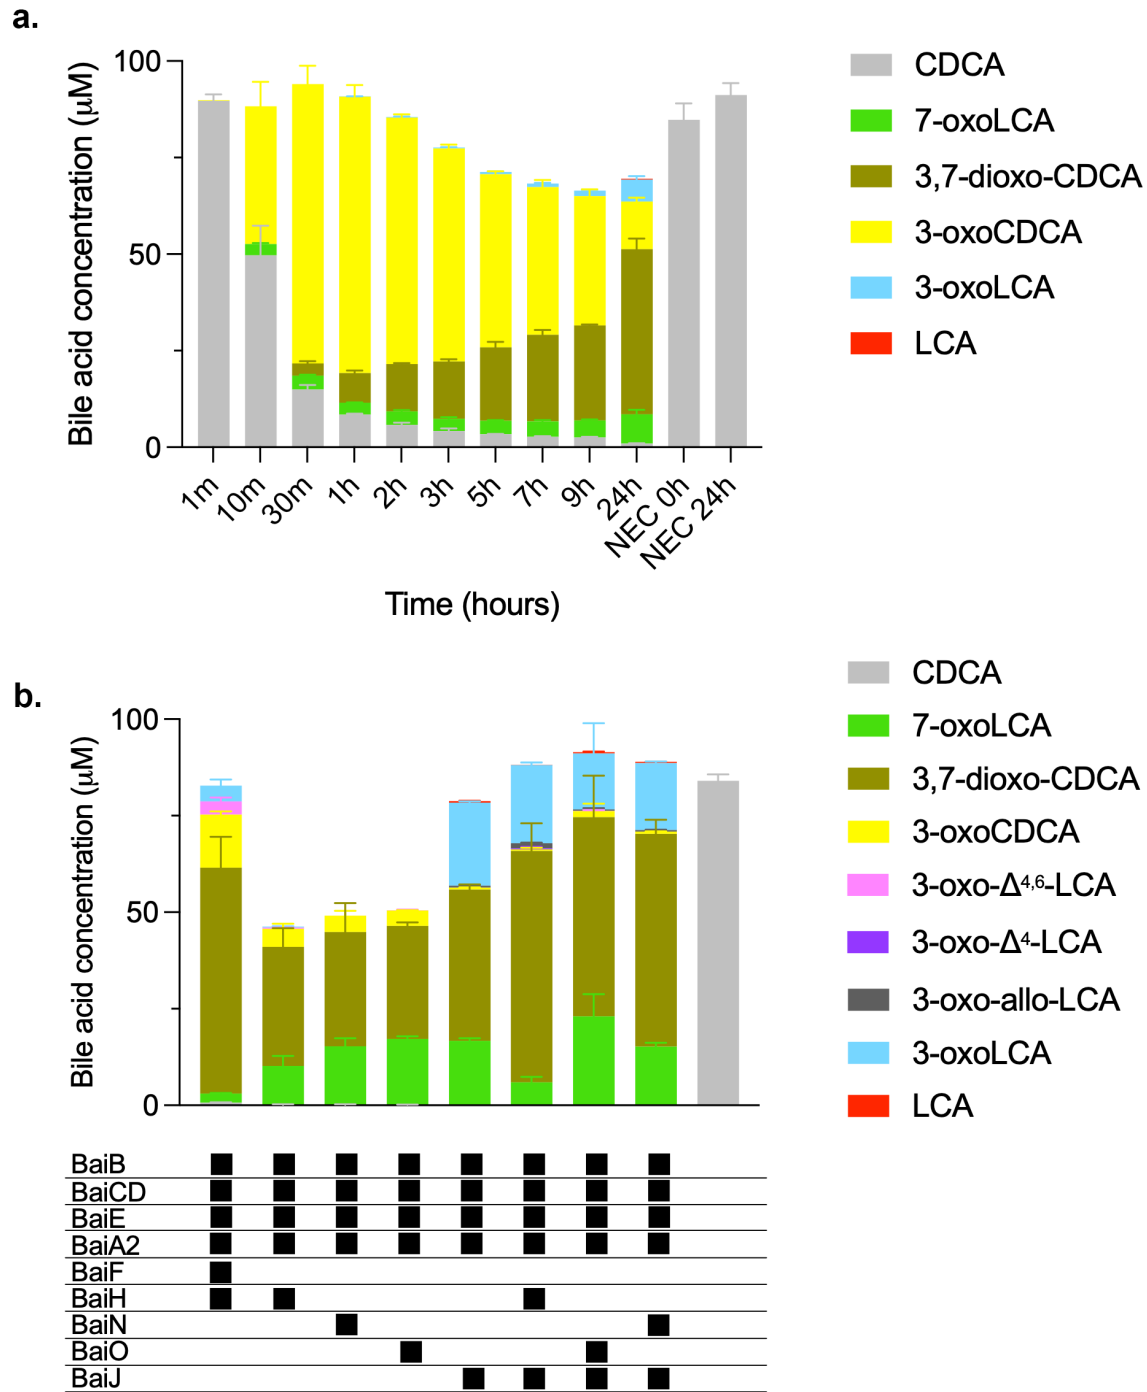 a.
Bile acid concentration (μM)
100
50
0
1m
10m
30m
1h
2h
3h
5h
7h
9h
24h
NEC 0h
NEC 24h
Time (hours)
CDCA
7-oxoLCA
3,7-dioxo-CDCA
3-oxoCDCA
3-oxoLCA
LCA
b.
Bile acid concentration (μM)
100
50
0
CDCA
7-oxoLCA
3,7-dioxo-CDCA
3-oxoCDCA
3-oxo-Δ⁴,⁶-LCA
3-oxo-Δ⁴-LCA
3-oxo-allo-LCA
3-oxoLCA
LCA
BaiB
BaiCD
BaiE
BaiA2
BaiF
BaiH
BaiN
BaiO
BaiJ